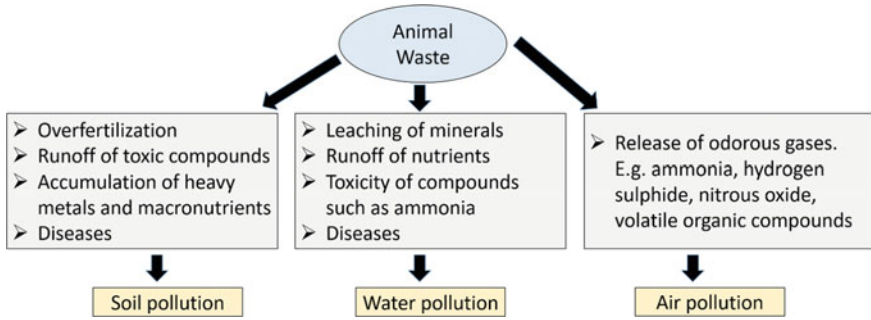 Animal
Waste
➢ Overfertilization
➢ Runoff of toxic compounds
➢ Accumulation of heavy
metals and macronutrients
➢ Diseases
➢ Leaching of minerals
➢ Runoff of nutrients
➢ Toxicity of compounds
such as ammonia
➢ Diseases
➢ Release of odorous gases.
E.g. ammonia, hydrogen
sulphide, nitrous oxide,
volatile organic compounds
Soil pollution
Water pollution
Air pollution